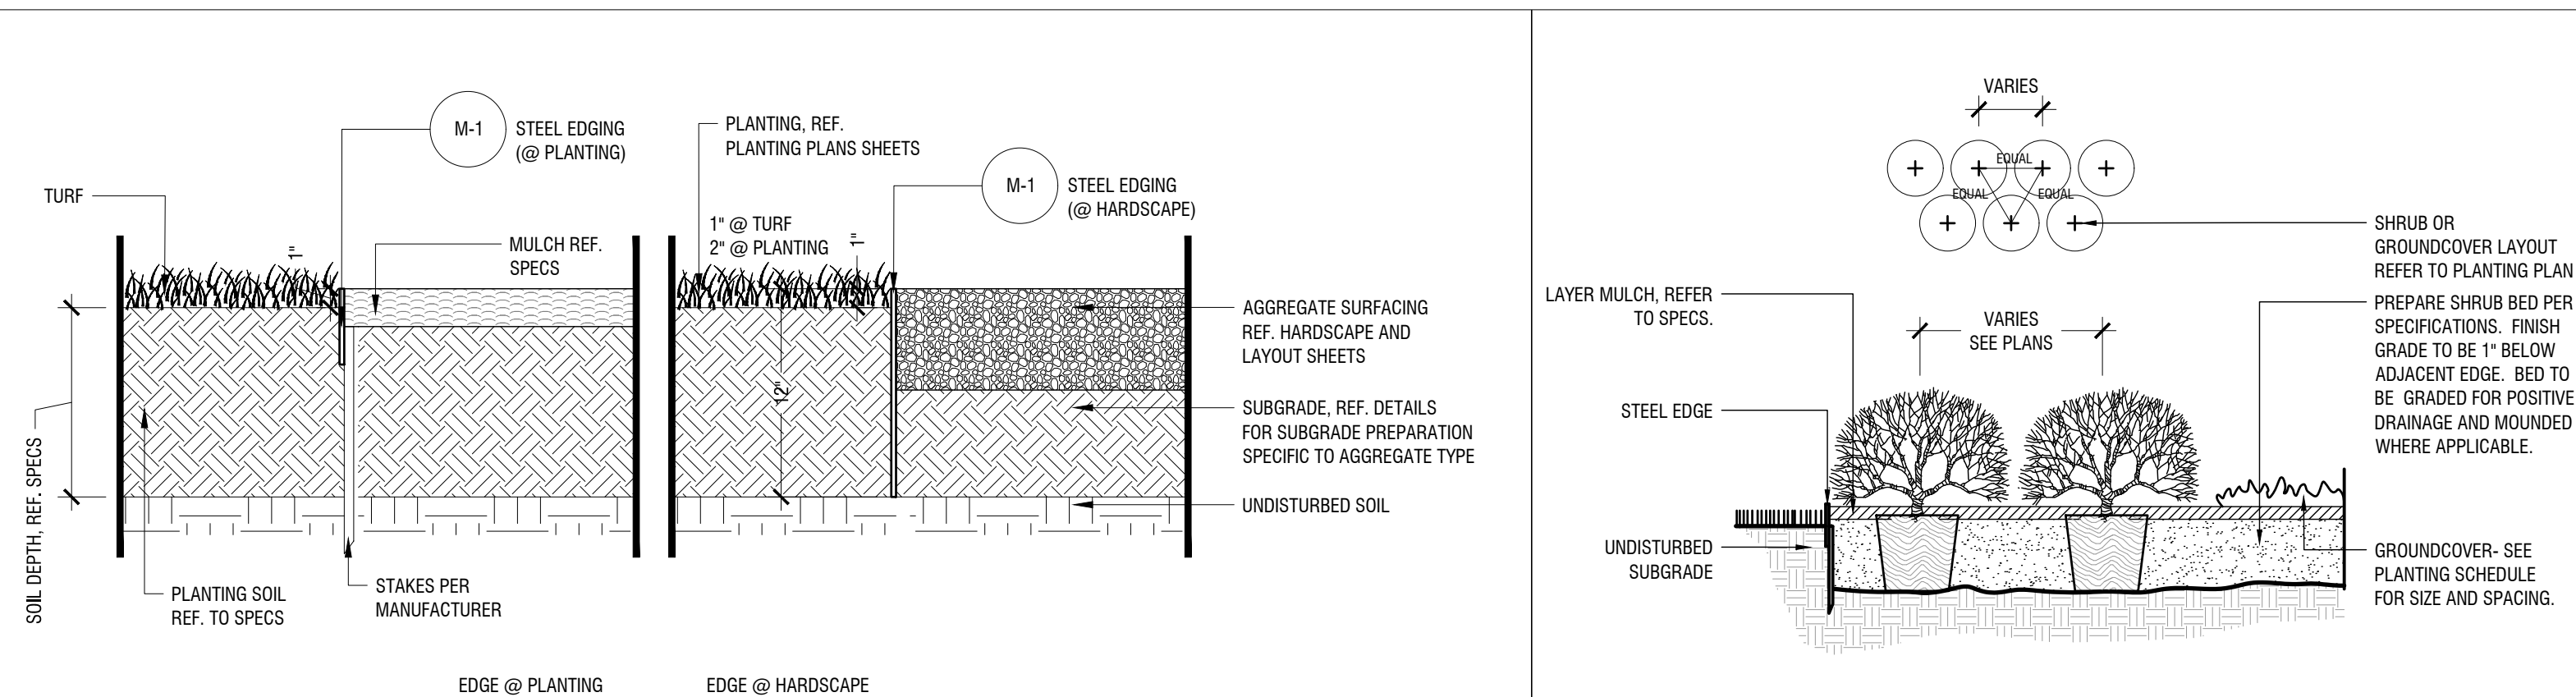 TURF
M-1
STEEL EDGING
(@ PLANTING)
1"
MULCH REF.
SPECS
SOIL DEPTH, REF. SPECS
PLANTING SOIL
REF. TO SPECS
STAKES PER
MANUFACTURER
EDGE @ PLANTING
PLANTING, REF.
PLANTING PLANS SHEETS
M-1
STEEL EDGING
(@ HARDSCAPE)
1" @ TURF
2" @ PLANTING
1"
12"
AGGREGATE SURFACING
REF. HARDSCAPE AND
LAYOUT SHEETS
SUBGRADE, REF. DETAILS
FOR SUBGRADE PREPARATION
SPECIFIC TO AGGREGATE TYPE
UNDISTURBED SOIL
EDGE @ HARDSCAPE
VARIES
EQUAL
EQUAL
EQUAL
SHRUB OR
GROUNDCOVER LAYOUT
REFER TO PLANTING PLAN
LAYER MULCH, REFER
TO SPECS.
VARIES
SEE PLANS
STEEL EDGE
UNDISTURBED
SUBGRADE
PREPARE SHRUB BED PER
SPECIFICATIONS. FINISH
GRADE TO BE 1" BELOW
ADJACENT EDGE. BED TO
BE GRADED FOR POSITIVE
DRAINAGE AND MOUNDED
WHERE APPLICABLE.
GROUNDCOVER- SEE
PLANTING SCHEDULE
FOR SIZE AND SPACING.